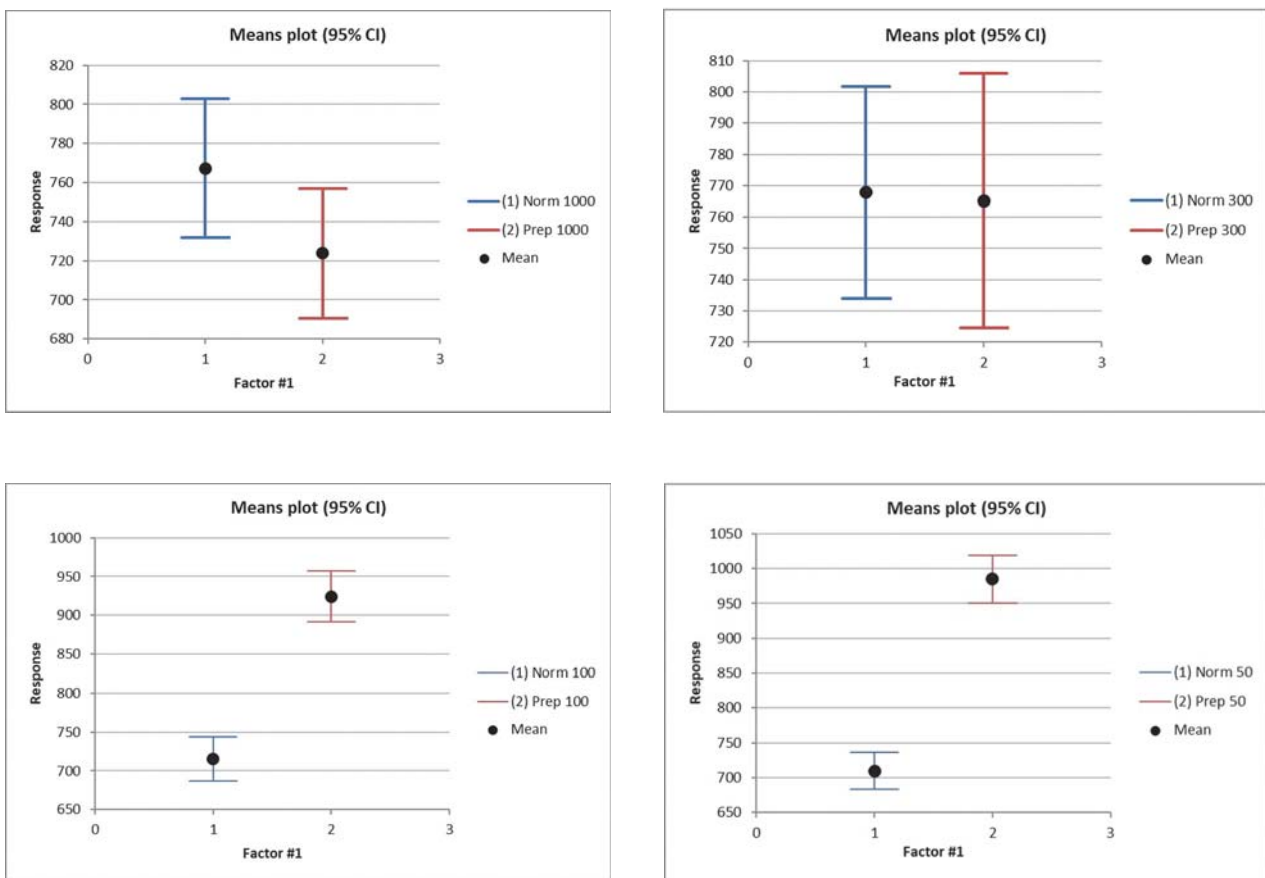 Means plot (95% CI)
820
800
780
760
740
720
700
680
Response
0 1 2 3
Factor #1
(1) Norm 1000
(2) Prep 1000
Mean
Means plot (95% CI)
810
800
790
780
770
760
750
740
730
720
Response
0 1 2 3
Factor #1
(1) Norm 300
(2) Prep 300
Mean
Means plot (95% CI)
1000
950
900
850
800
750
700
650
Response
0 1 2 3
Factor #1
(1) Norm 100
(2) Prep 100
Mean
Means plot (95% CI)
1050
1000
950
900
850
800
750
700
650
Response
0 1 2 3
Factor #1
(1) Norm 50
(2) Prep 50
Mean